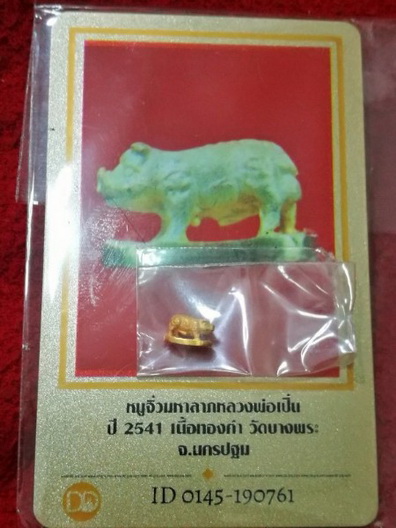 หมูจิ๋วมหาลาภหลวงพ่อเปิ่น
ปี 2541 เนื้อทองคำ วัดบางพระ
จ.นครปฐม
ID 0145-190761